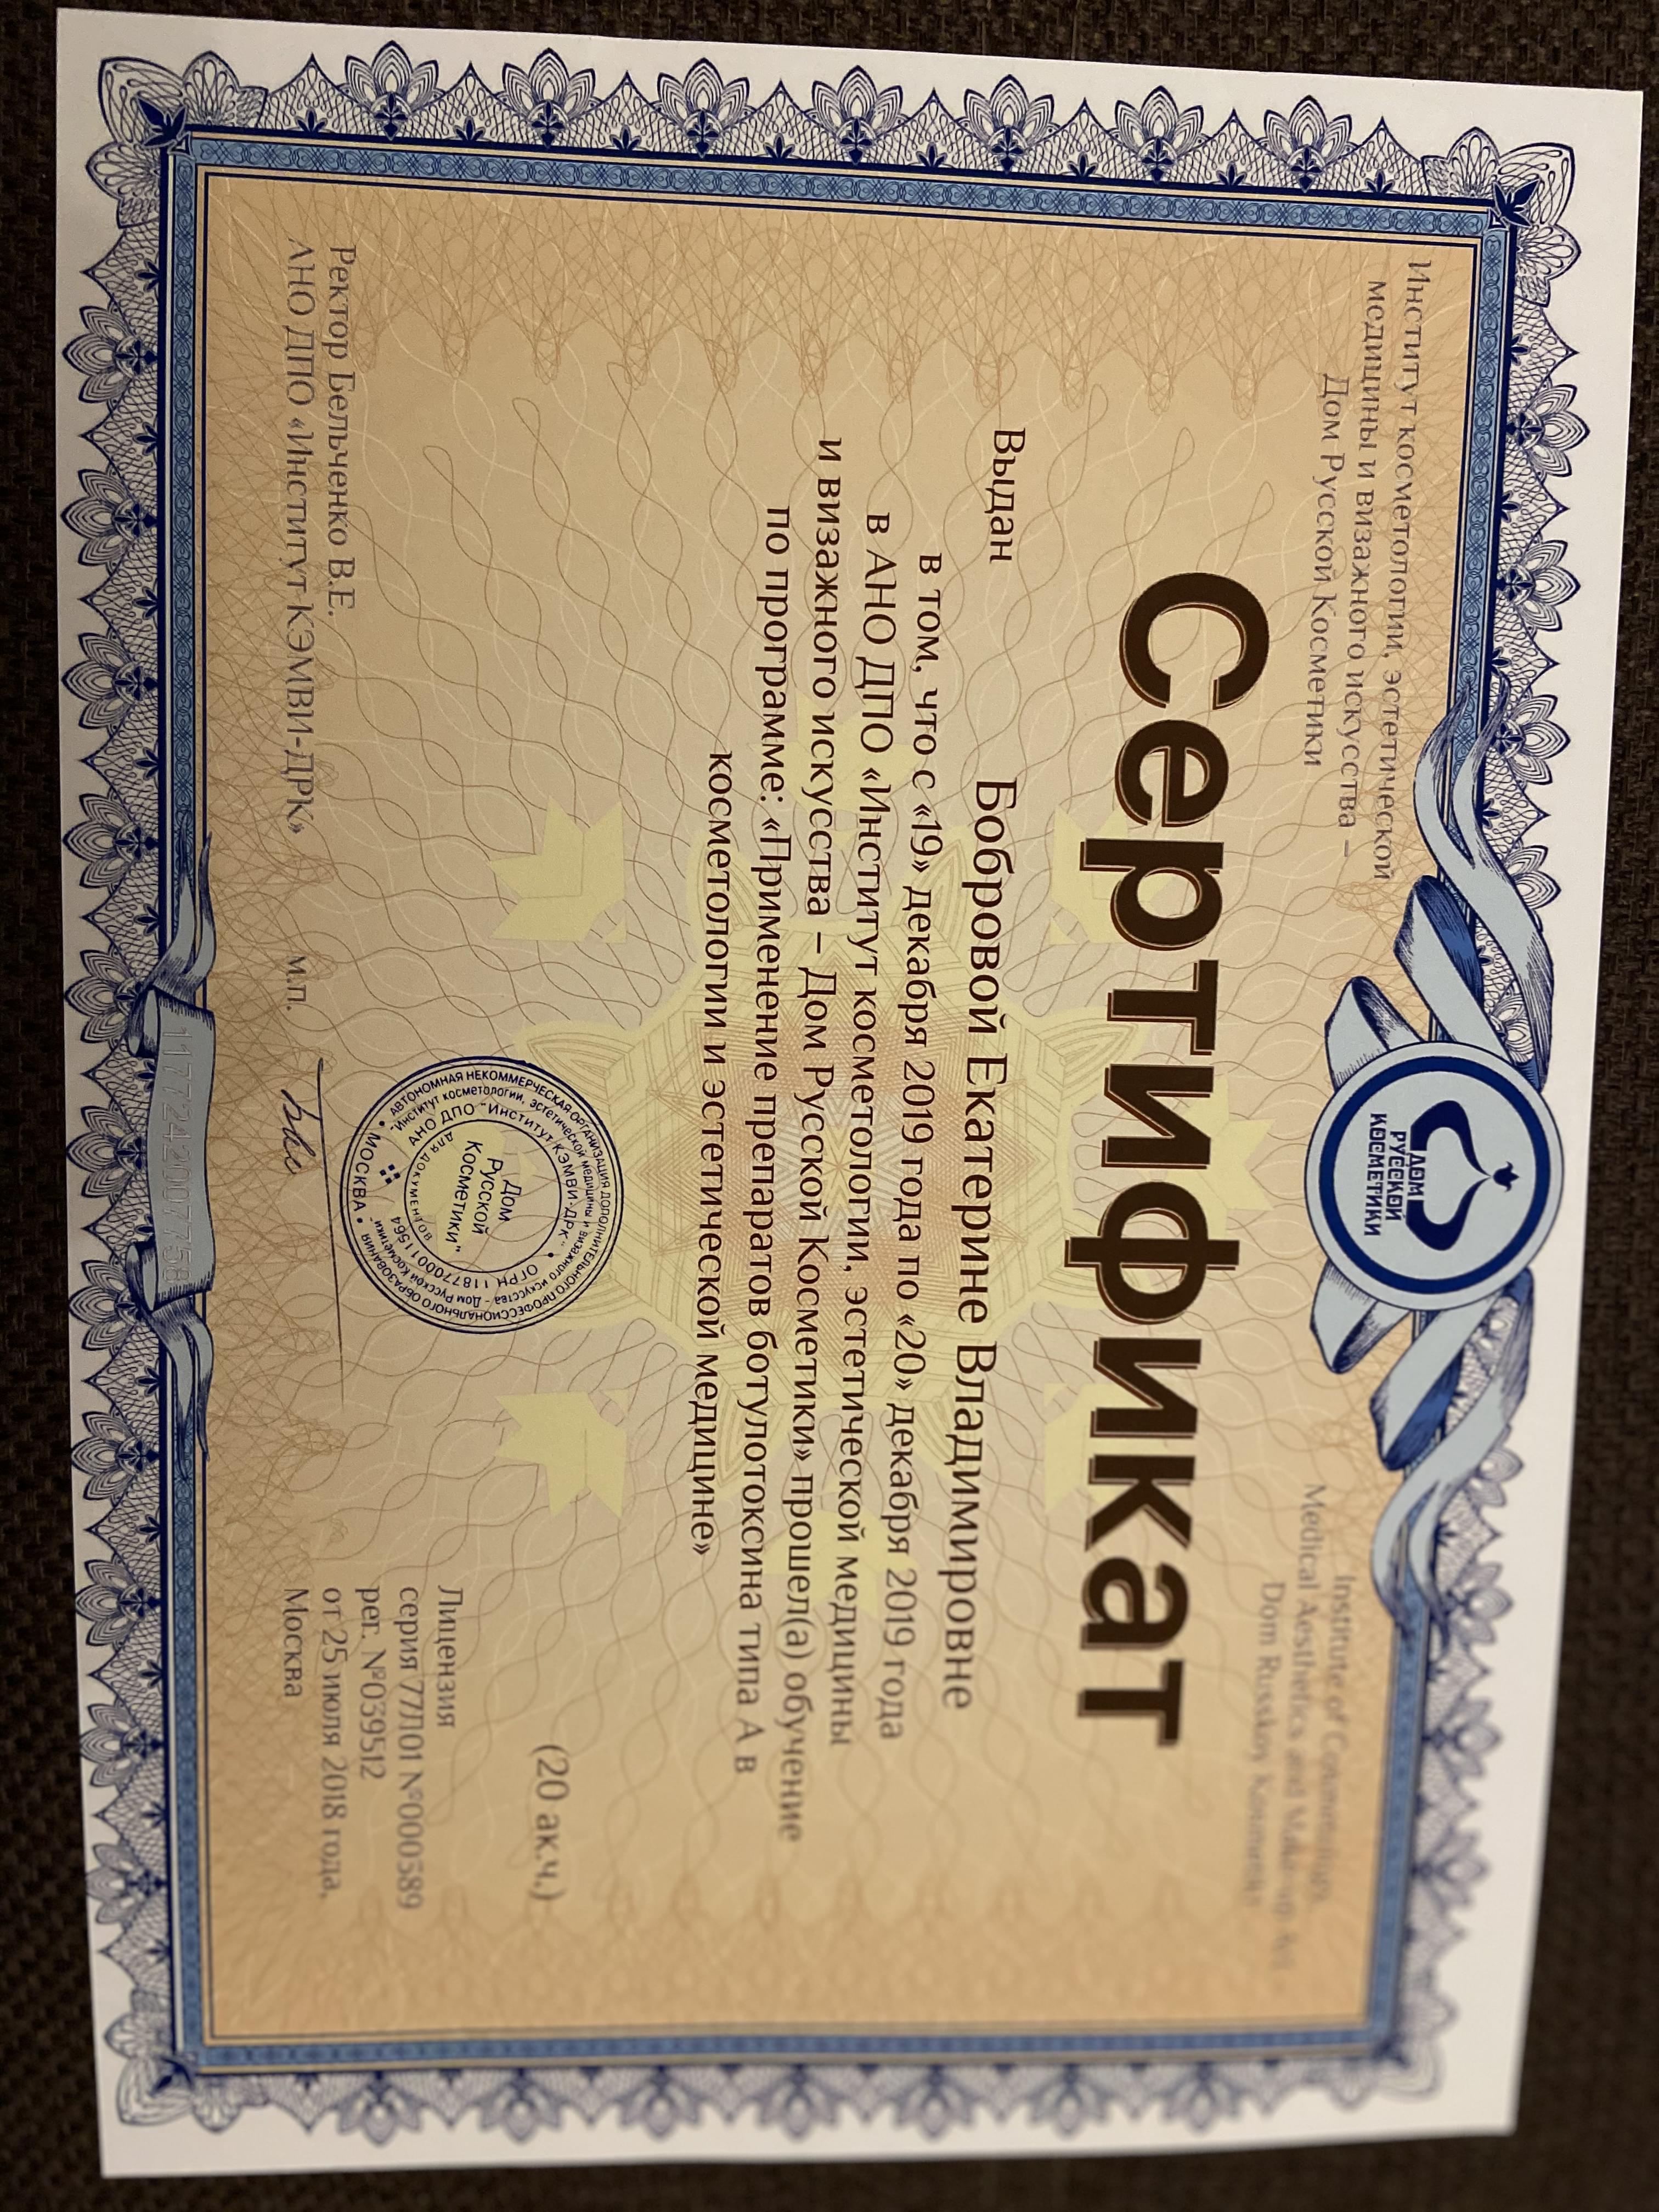 Институт косметологии, эстетической
медицины и визажного искусства –
Дом Русской Косметики
ДОМ
РУССКОЙ
КОСМЕТИКИ
Institute of Cosmetology,
Medical Aesthetics and Make-up Art -
Dom Russkoy Kosmetiki
Сертификат
Выдан Бобровой Екатерине Владимировне
в том, что с «19» декабря 2019 года по «20» декабря 2019 года
в АНО ДПО «Институт косметологии, эстетической медицины
и визажного искусства – Дом Русской Косметики» прошел(а) обучение
по программе: «Применение препаратов ботулотоксина типа А в
косметологии и эстетической медицине»
(20 ак.ч.)
АВТОНОМНАЯ НЕКОММЕРЧЕСКАЯ ОРГАНИЗАЦИЯ ДОПОЛНИТЕЛЬНОГО ПРОФЕССИОНАЛЬНОГО ОБРАЗОВАНИЯ • МОСКВА •
"Институт косметологии, эстетической медицины и визажного искусства - Дом Русской Косметики"
АНО ДПО "Институт КЭМВИ-ДРК" • ОГРН 1187700011564
ДЛЯ ДОКУМЕНТОВ
Дом
Русской
Косметики"
Ректор Бельченко В.Е.
АНО ДПО «Институт КЭМВИ-ДРК»
м.п.
Лицензия
серия 77Л01 №0000589
рег. №039512
от 25 июля 2018 года,
Москва